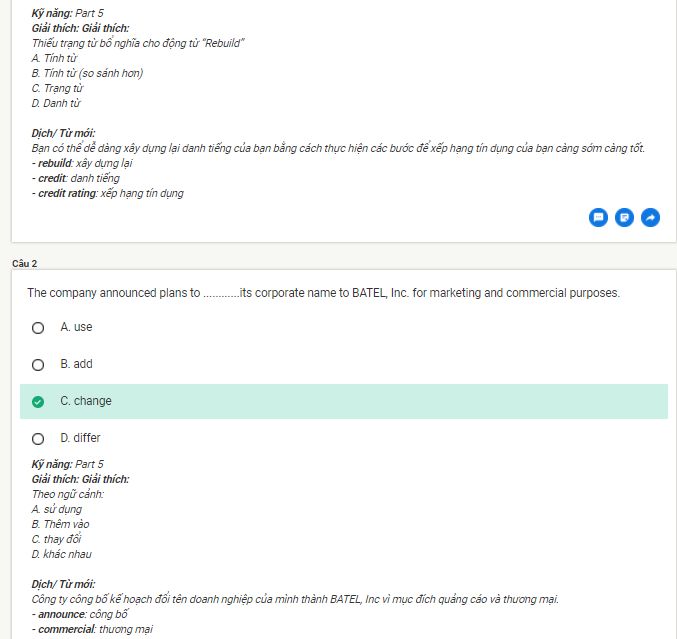 Kỹ năng: Part 5
Giải thích: Giải thích:
Thiếu trạng từ bổ nghĩa cho động từ “Rebuild”
A. Tính từ
B. Tính từ (so sánh hơn)
C. Trạng từ
D. Danh từ
Dịch/ Từ mới:
Bạn có thể dễ dàng xây dựng lại danh tiếng của bạn bằng cách thực hiện các bước để xếp hạng tín dụng của bạn càng sớm càng tốt.
- rebuild: xây dựng lại
- credit: danh tiếng
- credit rating: xếp hạng tín dụng
Câu 2
The company announced plans to ............its corporate name to BATEL, Inc. for marketing and commercial purposes.
A. use
B. add
C. change
D. differ
Kỹ năng: Part 5
Giải thích: Giải thích:
Theo ngữ cảnh:
A. sử dụng
B. Thêm vào
C. thay đổi
D. khác nhau
Dịch/ Từ mới:
Công ty công bố kế hoạch đổi tên doanh nghiệp của mình thành BATEL, Inc vì mục đích quảng cáo và thương mại.
- announce: công bố
- commercial: thương mại